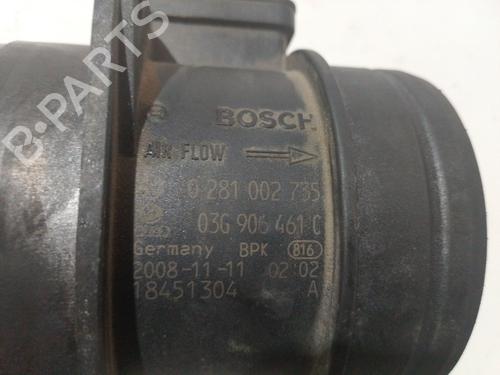 B-PARTS
BOSCH
AIR FLOW
0 281 002 735
03G 906 461 C
Germany BPK 816
2008-11-11 02:02
18451304 A